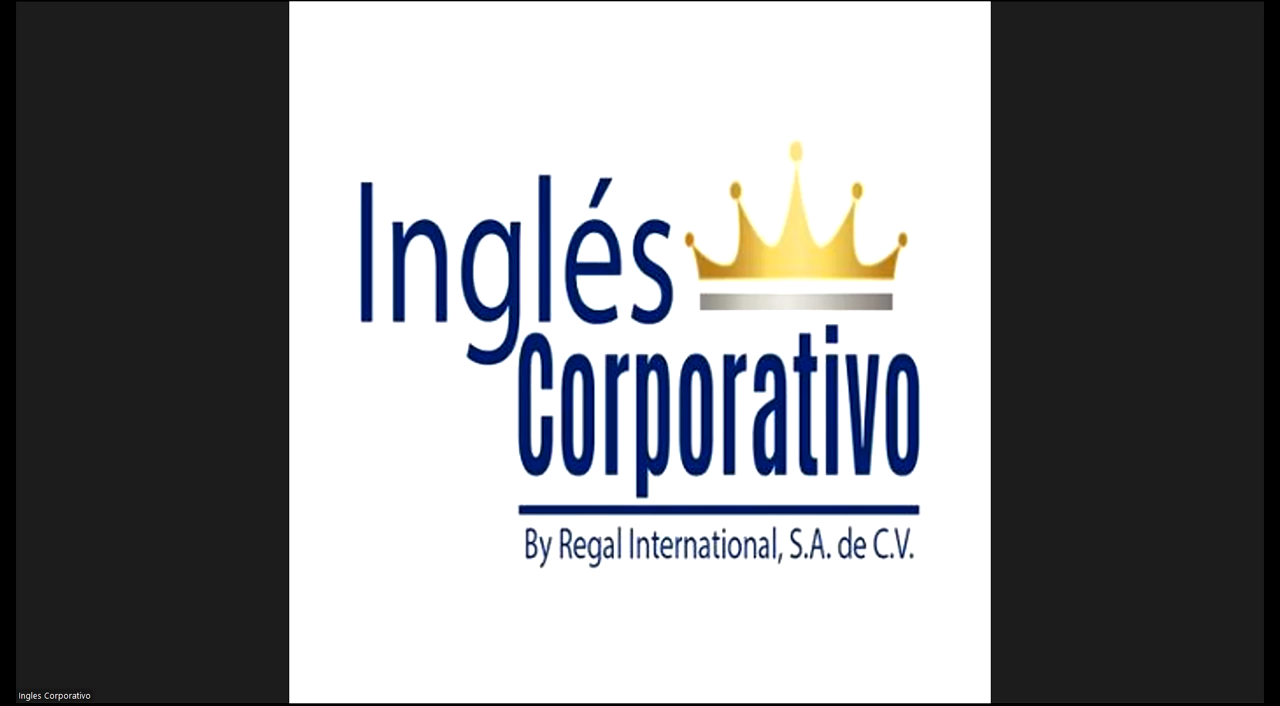 Inglés
Corporativo
By Regal International, S.A. de C.V.
Ingles Corporativo